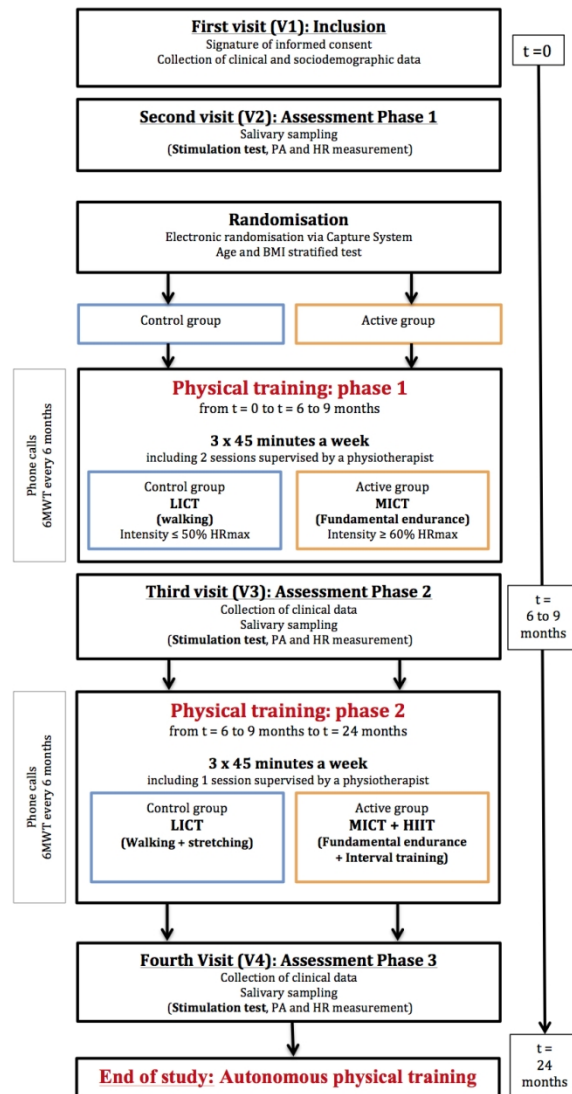 First visit (V1): Inclusion
Signature of informed consent
Collection of clinical and sociodemographic data
t =0
Second visit (V2): Assessment Phase 1
Salivary sampling
(Stimulation test, PA and HR measurement)
Randomisation
Electronic randomisation via Capture System
Age and BMI stratified test
Control group
Active group
Phone calls
6MWT every 6 months
Physical training: phase 1
from t = 0 to t = 6 to 9 months
3 x 45 minutes a week
including 2 sessions supervised by a physiotherapist
Control group
LICT
(walking)
Intensity ≤ 50% HRmax
Active group
MICT
(Fundamental endurance)
Intensity ≥ 60% HRmax
Third visit (V3): Assessment Phase 2
Collection of clinical data
Salivary sampling
(Stimulation test, PA and HR measurement)
t =
6 to 9
months
Phone calls
6MWT every 6 months
Physical training: phase 2
from t = 6 to 9 months to t = 24 months
3 x 45 minutes a week
including 1 session supervised by a physiotherapist
Control group
LICT
(Walking + stretching)
Active group
MICT + HIIT
(Fundamental endurance
+ Interval training)
Fourth Visit (V4): Assessment Phase 3
Collection of clinical data
Salivary sampling
(Stimulation test, PA and HR measurement)
End of study: Autonomous physical training
t =
24
months